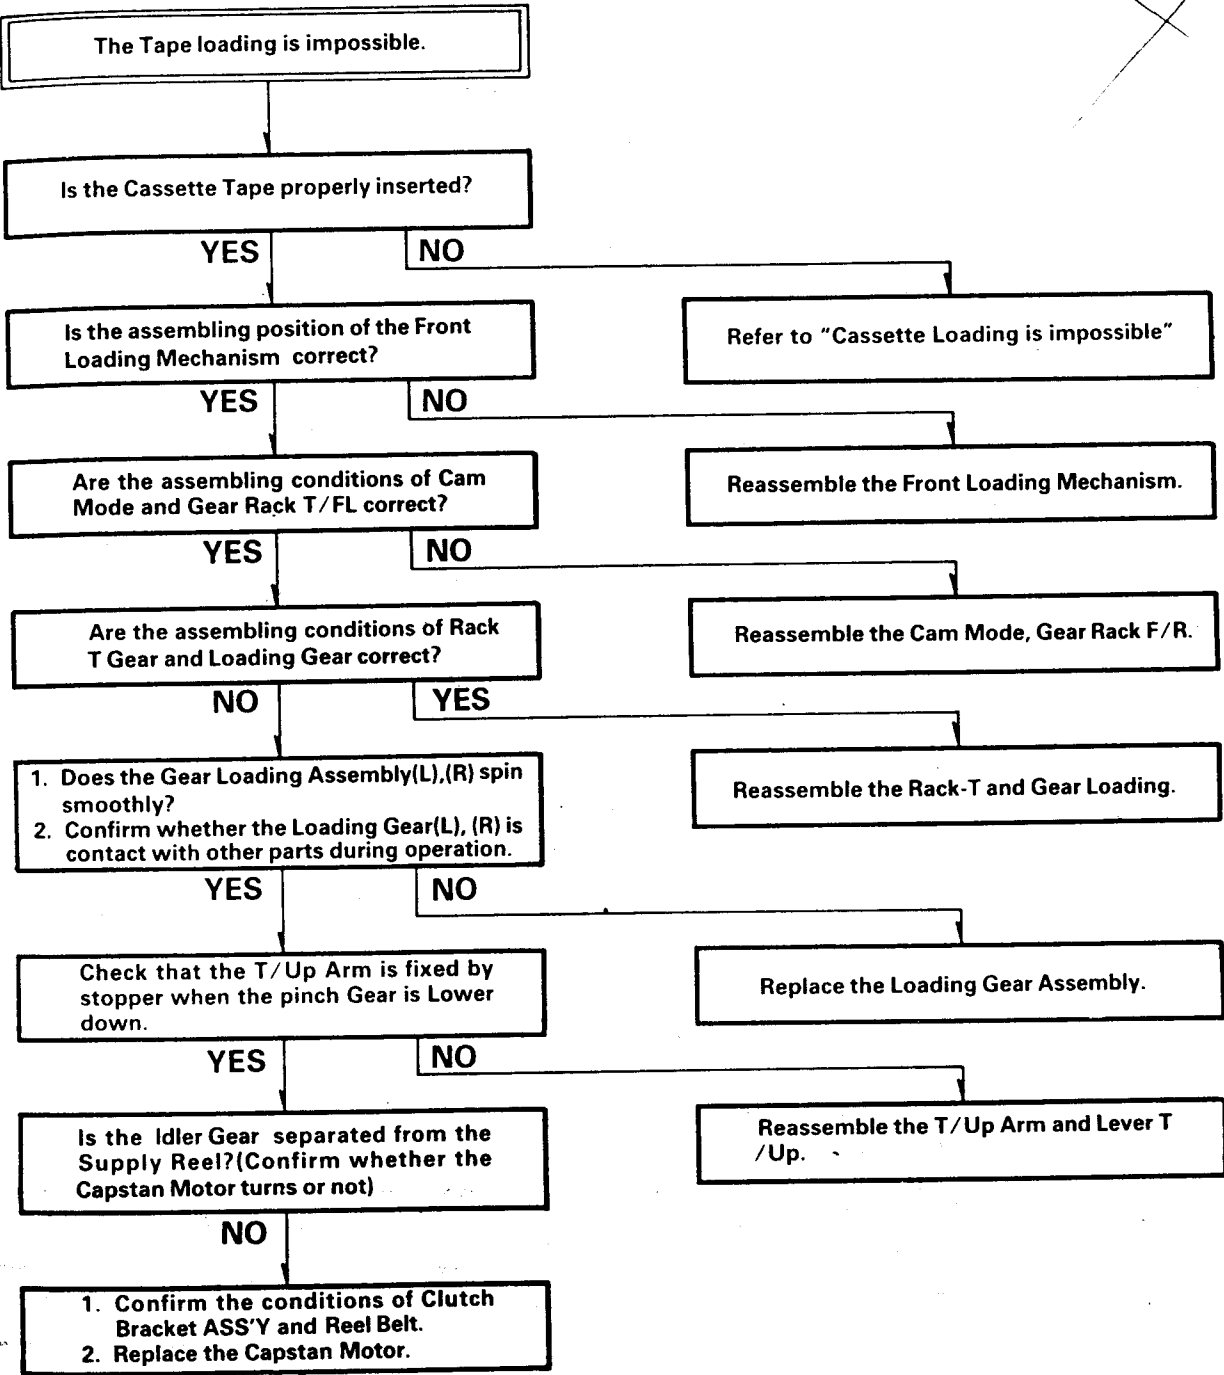 The Tape loading is impossible.
Is the Cassette Tape properly inserted?
YES
NO
Is the assembling position of the Front
Loading Mechanism correct?
Refer to "Cassette Loading is impossible"
YES
NO
Are the assembling conditions of Cam
Mode and Gear Rack T/FL correct?
Reassemble the Front Loading Mechanism.
YES
NO
Are the assembling conditions of Rack
T Gear and Loading Gear correct?
Reassemble the Cam Mode, Gear Rack F/R.
NO
YES
1. Does the Gear Loading Assembly(L),(R) spin
smoothly?
2. Confirm whether the Loading Gear(L), (R) is
contact with other parts during operation.
Reassemble the Rack-T and Gear Loading.
YES
NO
Check that the T/Up Arm is fixed by
stopper when the pinch Gear is Lower
down.
Replace the Loading Gear Assembly.
YES
NO
Is the Idler Gear separated from the
Supply Reel?(Confirm whether the
Capstan Motor turns or not)
Reassemble the T/Up Arm and Lever T
/Up.
NO
1. Confirm the conditions of Clutch
Bracket ASS'Y and Reel Belt.
2. Replace the Capstan Motor.